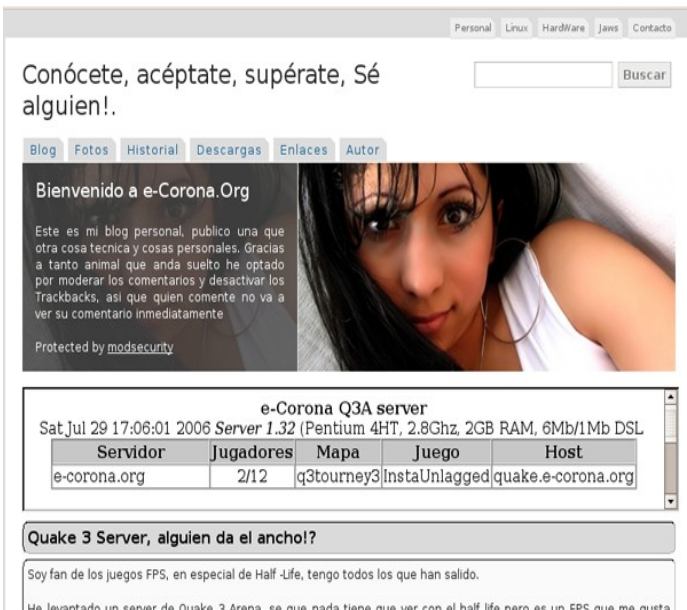 Personal Linux HardWare Jaws Contacto
Conócete, acéptate, supérate, Sé
alguien!.
Buscar
Blog Fotos Historial Descargas Enlaces Autor
Bienvenido a e-Corona.Org
Este es mi blog personal, publico una que
otra cosa tecnica y cosas personales. Gracias
a tanto animal que anda suelto he optado
por moderar los comentarios y desactivar los
Trackbacks, asi que quien comente no va a
ver su comentario inmediatamente
Protected by modsecurity
e-Corona Q3A server
Sat Jul 29 17:06:01 2006 Server 1.32 (Pentium 4HT, 2.8Ghz, 2GB RAM, 6Mb/1Mb DSL
Servidor Jugadores Mapa Juego Host
e-corona.org 2/12 q3tourney3 InstaUnlagged quake.e-corona.org
Quake 3 Server, alguien da el ancho!?
Soy fan de los juegos FPS, en especial de Half -Life, tengo todos los que han salido.
He levantado un server de Quake 3 Arena, se que nada tiene que ver con el half life pero es un FPS que me gusta